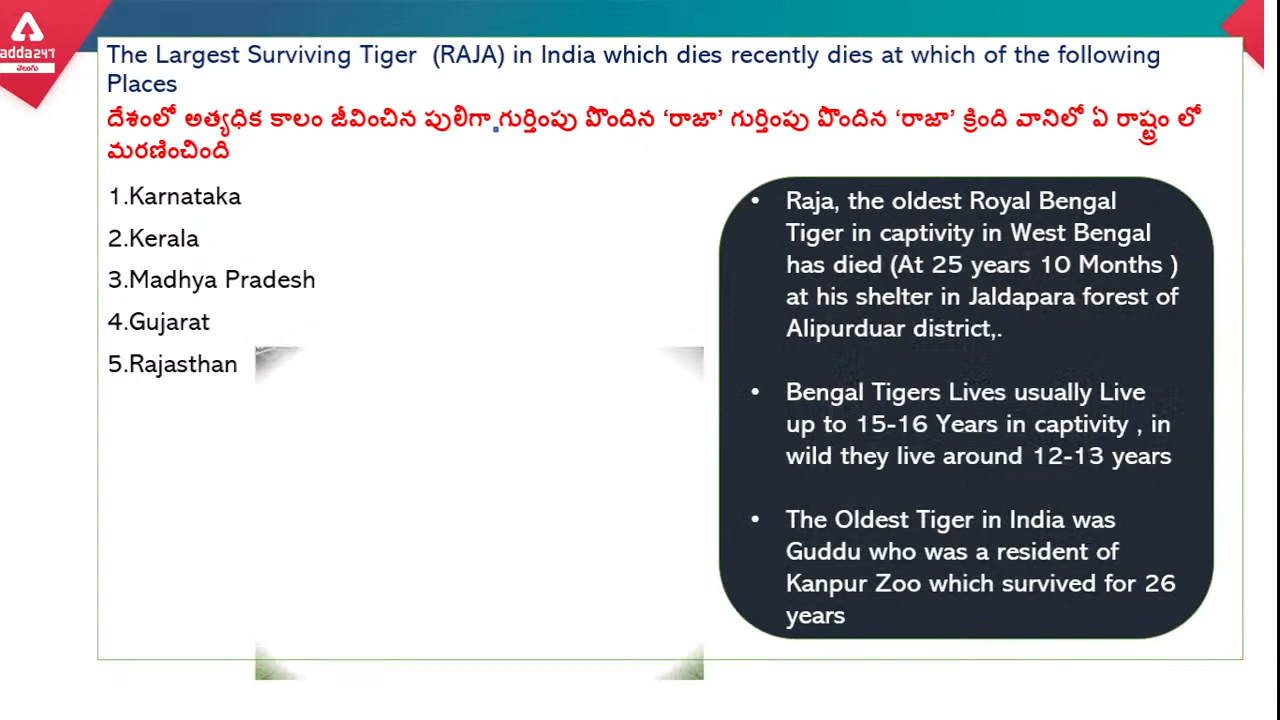 adda247
తెలుగు
The Largest Surviving Tiger (RAJA) in India which dies recently dies at which of the following
Places
దేశంలో అత్యధిక కాలం జీవించిన పులిగా గుర్తింపు పొందిన ‘రాజా’ గుర్తింపు పొందిన ‘రాజా’ క్రింది వానిలో ఏ రాష్ట్రం లో
మరణించింది
1.Karnataka
2.Kerala
3.Madhya Pradesh
4.Gujarat
5.Rajasthan
• Raja, the oldest Royal Bengal
Tiger in captivity in West Bengal
has died (At 25 years 10 Months )
at his shelter in Jaldapara forest of
Alipurduar district,.
• Bengal Tigers Lives usually Live
up to 15-16 Years in captivity , in
wild they live around 12-13 years
• The Oldest Tiger in India was
Guddu who was a resident of
Kanpur Zoo which survived for 26
years